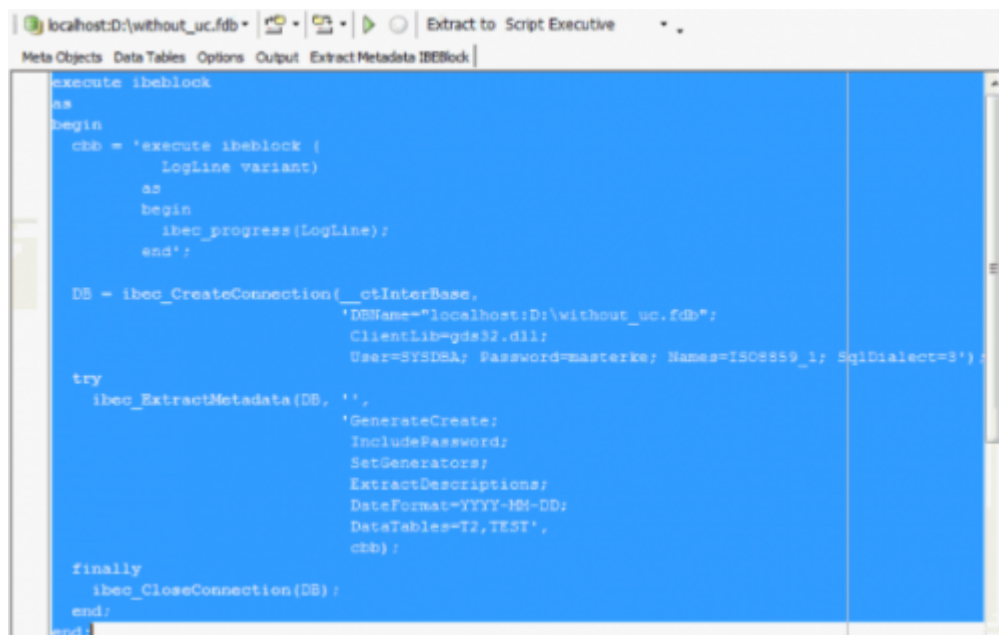 localhost:D:\without_uc.fdb Extract to Script Executive
Meta Objects Data Tables Options Output Extract Metadata IBEBlock
execute ibeblock
as
begin
cbb = 'execute ibeblock (
LogLine variant)
as
begin
ibec_progress(LogLine);
end';
DB = ibec_CreateConnection(__ctInterBase,
'DBName="localhost:D:\without_uc.fdb";
ClientLib=gds32.dll;
User=SYSDBA; Password=masterke; Names=ISO8859_1; SqlDialect=3');
try
ibec_ExtractMetadata(DB, '',
'GenerateCreate;
IncludePassword;
SetGenerators;
ExtractDescriptions;
DateFormat=YYYY-MM-DD;
DataTables=T2,TEST',
cbb);
finally
ibec_CloseConnection(DB);
end;
end;